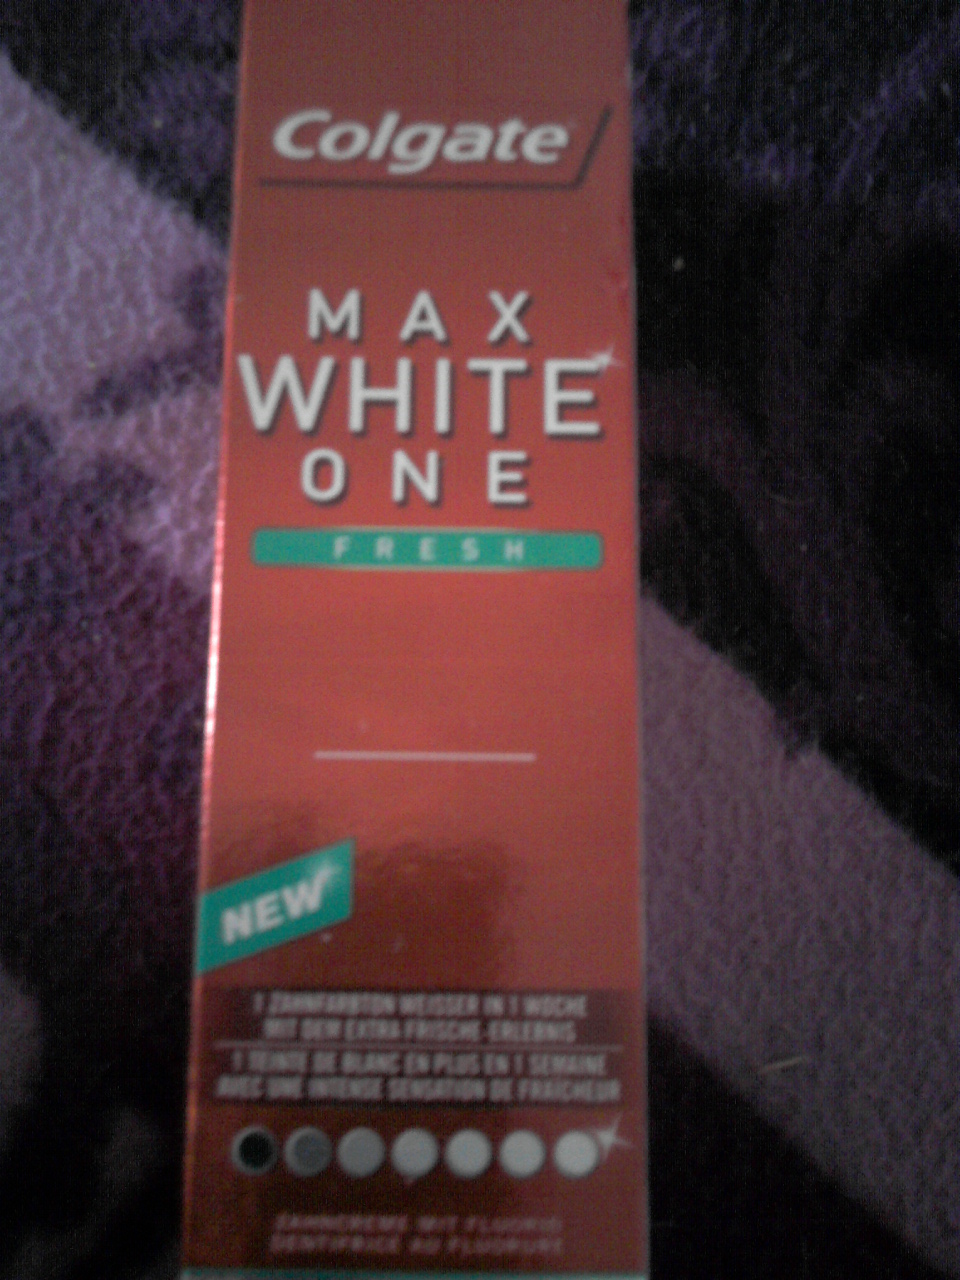 Colgate
MAX
WHITE
ONE
FRESH
NEW
1 ZAHNFARBTON WEISSER IN 1 WOCHE
MIT DEM EXTRA FRISCHE-ERLEBNIS
1 TEINTE DE BLANC EN PLUS EN 1 SEMAINE
AVEC UNE INTENSE SENSATION DE FRAÎCHEUR
ZAHNCREME MIT FLUORID
DENTIFRICE AU FLUORURE